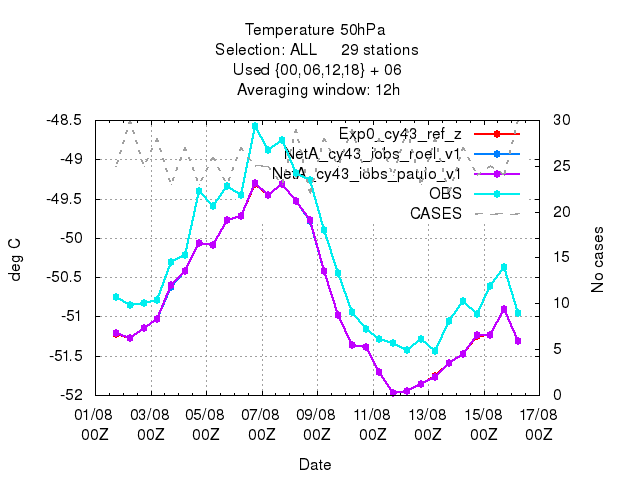 Temperature 50hPa
Selection: ALL 29 stations
Used {00,06,12,18} + 06
Averaging window: 12h
Exp0_cy43_ref_z
NetA_cy43_iobs_roel_v1
NetA_cy43_iobs_paulo_v1
OBS
CASES
deg C
-48.5
-49
-49.5
-50
-50.5
-51
-51.5
-52
No cases
30
25
20
15
10
5
0
01/08 03/08 05/08 07/08 09/08 11/08 13/08 15/08 17/08
00Z 00Z 00Z 00Z 00Z 00Z 00Z 00Z 00Z
Date